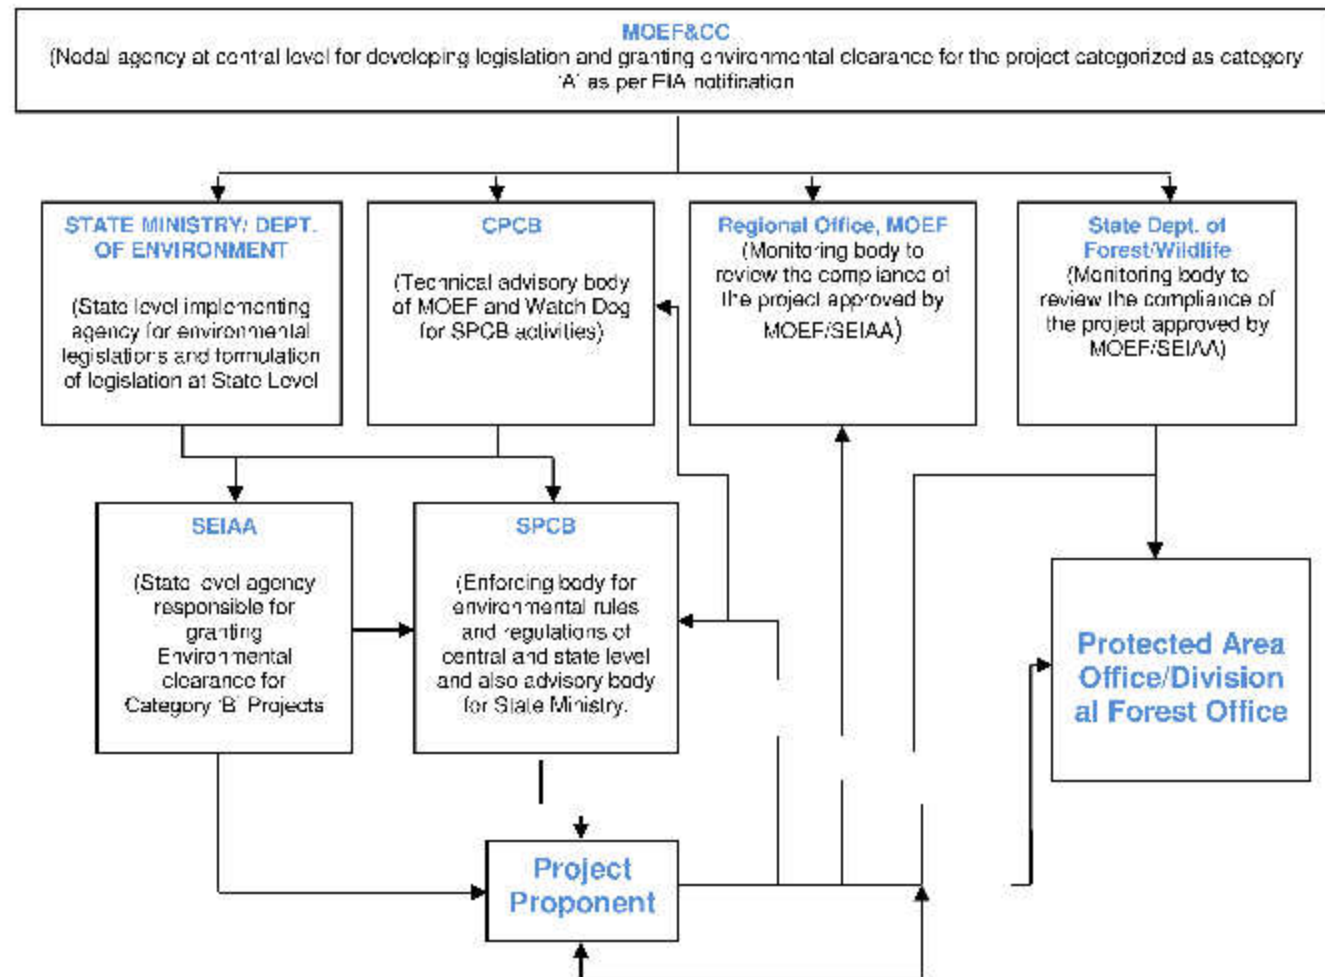 MOEF&CC
(Nodal agency at central level for developing legislation and granting environmental clearance for the project categorized as category
'A' as per EIA notification
STATE MINISTRY/ DEPT.
OF ENVIRONMENT
(State level implementing
agency for environmental
legislations and formulation
of legislation at State Level
CPCB
(Technical advisory body
of MOEF and Watch Dog
for SPCB activities)
Regional Office, MOEF
(Monitoring body to
review the compliance of
the project approved by
MOEF/SEIAA)
State Dept. of
Forest/Wildlife
(Monitoring body to
review the compliance of
the project approved by
MOEF/SEIAA)
SEIAA
(State level agency
responsible for
granting
Environmental
clearance for
Category 'B' Projects
SPCB
(Enforcing body for
environmental rules
and regulations of
central and state level
and also advisory body
for State Ministry.
Protected Area
Office/Division
al Forest Office
Project
Proponent